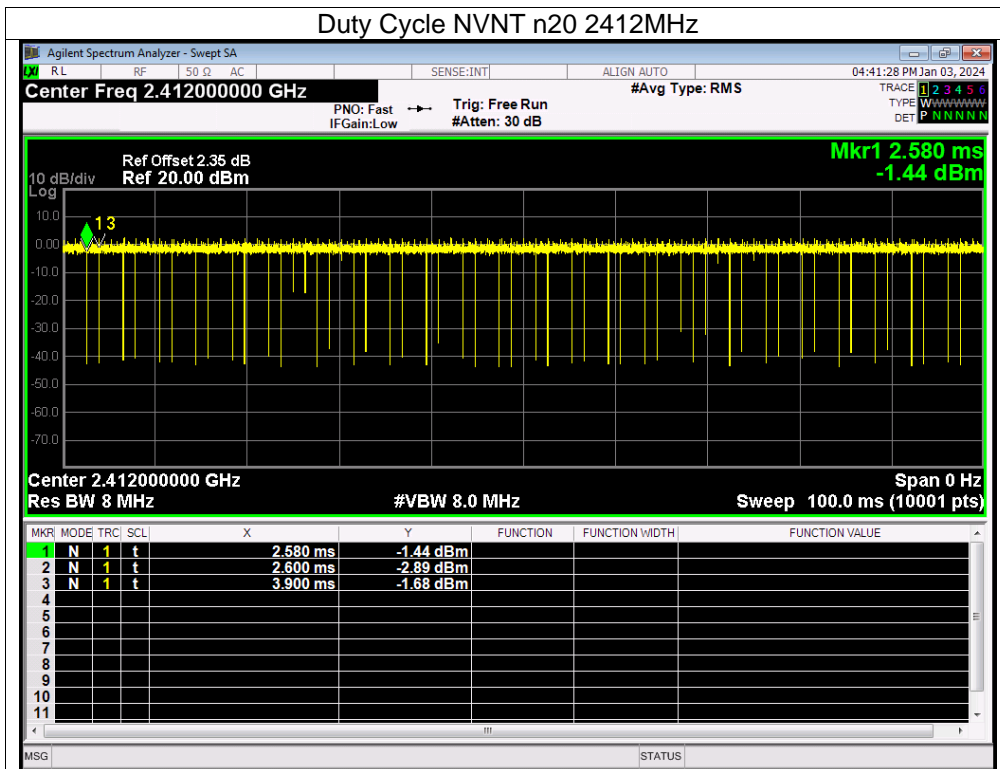 Duty Cycle NVNT n20 2412MHz
Agilent Spectrum Analyzer - Swept SA
LXI RL RF 50 Ω AC SENSE:INT ALIGN AUTO 04:41:28 PM Jan 03, 2024
Center Freq 2.412000000 GHz #Avg Type: RMS TRACE 1 2 3 4 5 6
PNO: Fast Trig: Free Run TYPE WWWWWW
IFGain:Low #Atten: 30 dB DET P N N N N N
Mkr1 2.580 ms
Ref Offset 2.35 dB
10 dB/div Ref 20.00 dBm -1.44 dBm
Log
10.0
1 3
0.00
-10.0
-20.0
-30.0
-40.0
-50.0
-60.0
-70.0
Center 2.412000000 GHz Span 0 Hz
Res BW 8 MHz #VBW 8.0 MHz Sweep 100.0 ms (10001 pts)
MKR MODE TRC SCL X Y FUNCTION FUNCTION WIDTH FUNCTION VALUE
1 N 1 t 2.580 ms -1.44 dBm
2 N 1 t 2.600 ms -2.89 dBm
3 N 1 t 3.900 ms -1.68 dBm
4
5
6
7
8
9
10
11
MSG STATUS